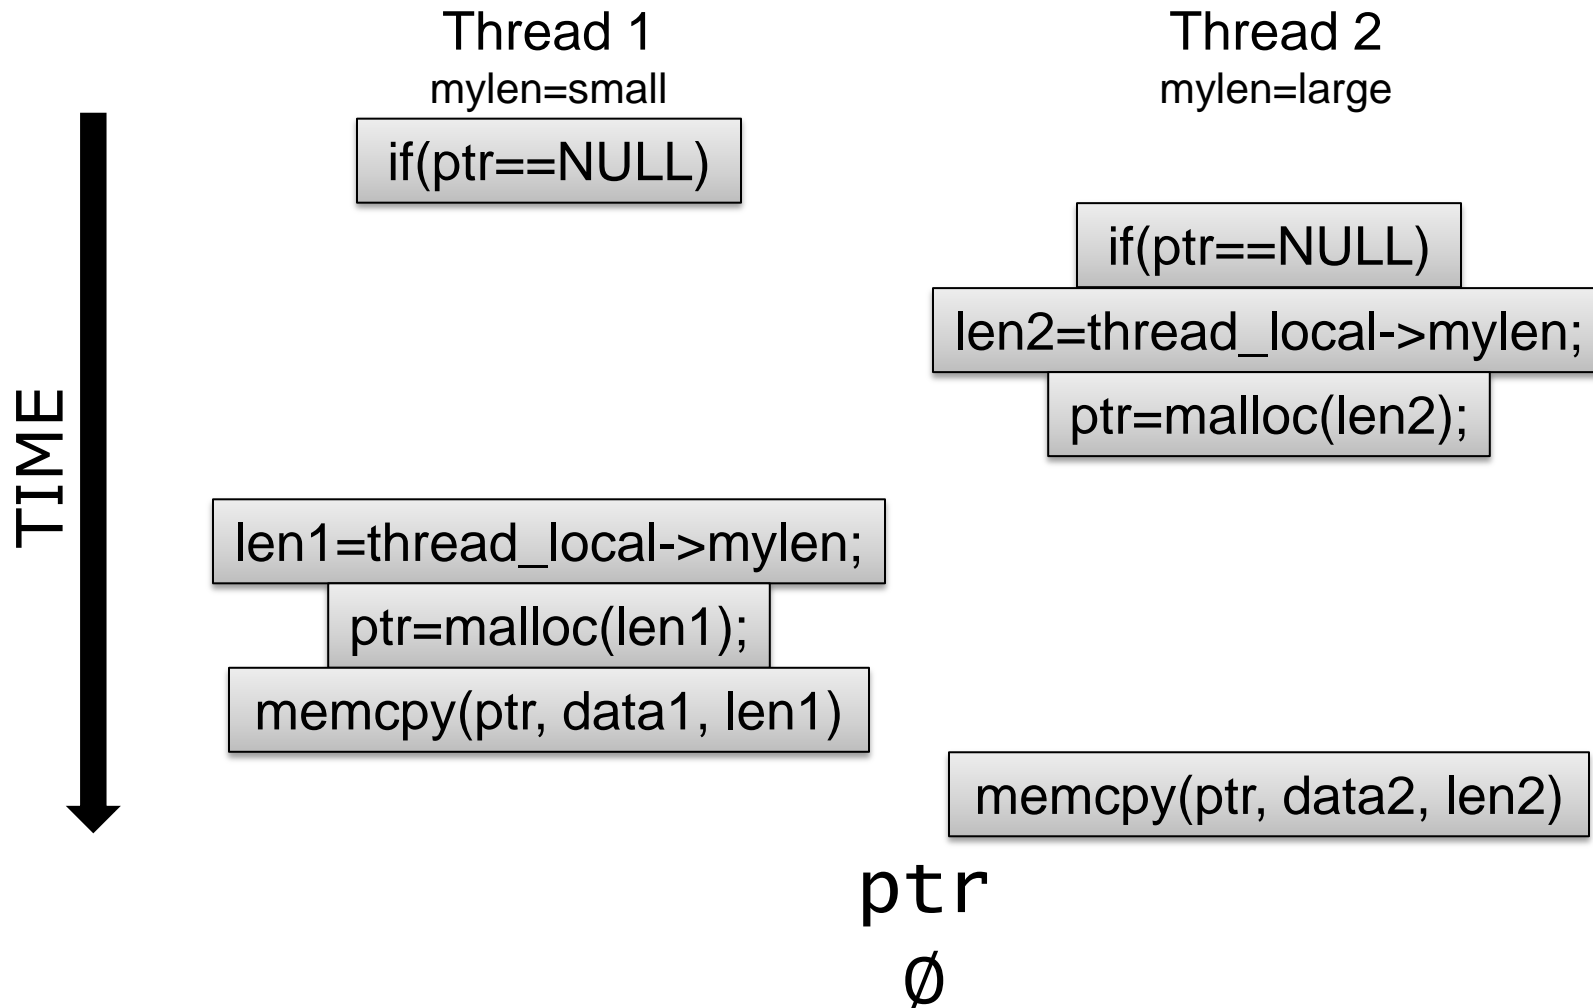 Thread 1
mylen=small
Thread 2
mylen=large
if(ptr==NULL)
if(ptr==NULL)
len2=thread_local->mylen;
ptr=malloc(len2);
TIME
len1=thread_local->mylen;
ptr=malloc(len1);
memcpy(ptr, data1, len1)
memcpy(ptr, data2, len2)
ptr
∅